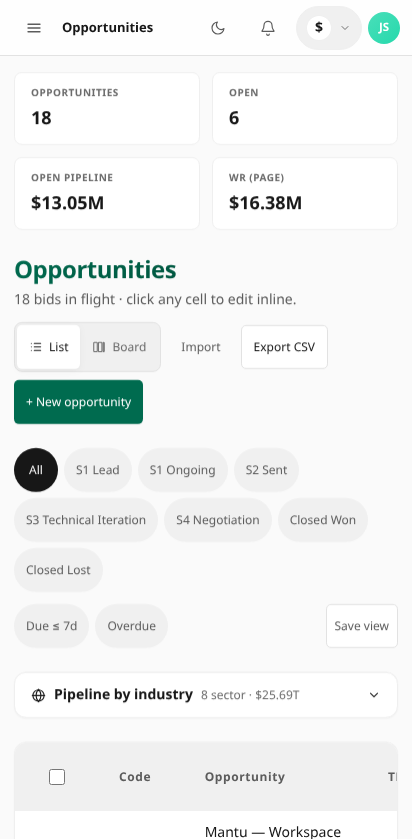 Opportunities $ JS
OPPORTUNITIES
18
OPEN
6
OPEN PIPELINE
$13.05M
WR (PAGE)
$16.38M
Opportunities
18 bids in flight · click any cell to edit inline.
List Board Import Export CSV
+ New opportunity
All S1 Lead S1 Ongoing S2 Sent
S3 Technical Iteration S4 Negotiation Closed Won
Closed Lost
Due ≤ 7d Overdue Save view
Pipeline by industry 8 sector · $25.69T
Code Opportunity
Mantu — Workspace